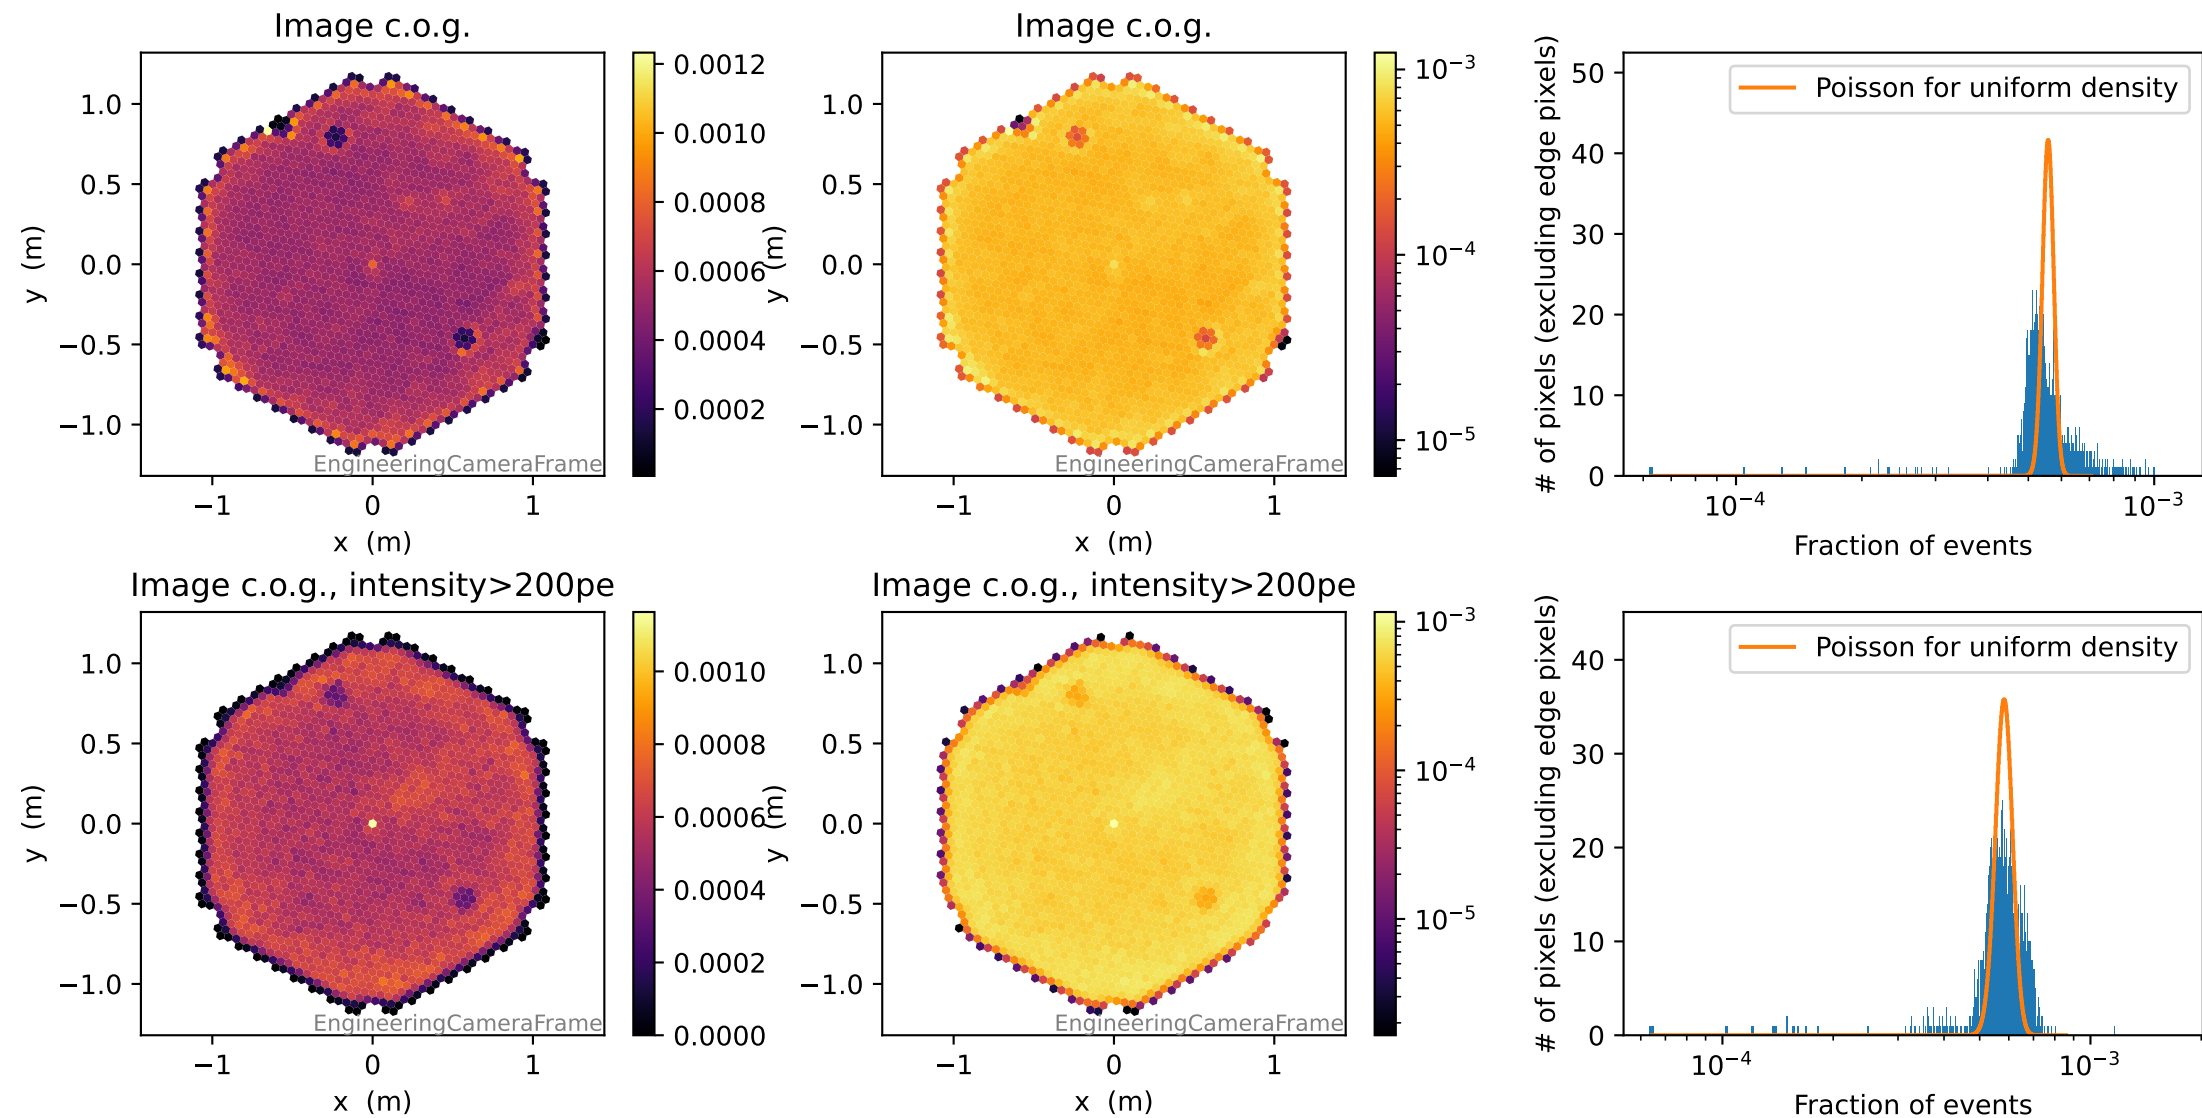 Image c.o.g.
1.0
0.5
0.0
−0.5
−1.0
y (m)
−1
0
1
x (m)
EngineeringCameraFrame
0.0012
0.0010
0.0008
0.0006
0.0004
0.0002
Image c.o.g.
1.0
0.5
0.0
−0.5
−1.0
y (m)
−1
0
1
x (m)
EngineeringCameraFrame
10⁻³
10⁻⁴
10⁻⁵
# of pixels (excluding edge pixels)
50
40
30
20
10
0
Poisson for uniform density
10⁻⁴
10⁻³
Fraction of events
Image c.o.g., intensity>200pe
1.0
0.5
0.0
−0.5
−1.0
y (m)
−1
0
1
x (m)
EngineeringCameraFrame
0.0010
0.0008
0.0006
0.0004
0.0002
0.0000
Image c.o.g., intensity>200pe
1.0
0.5
0.0
−0.5
−1.0
y (m)
−1
0
1
x (m)
EngineeringCameraFrame
10⁻³
10⁻⁴
10⁻⁵
# of pixels (excluding edge pixels)
40
30
20
10
0
Poisson for uniform density
10⁻⁴
10⁻³
Fraction of events